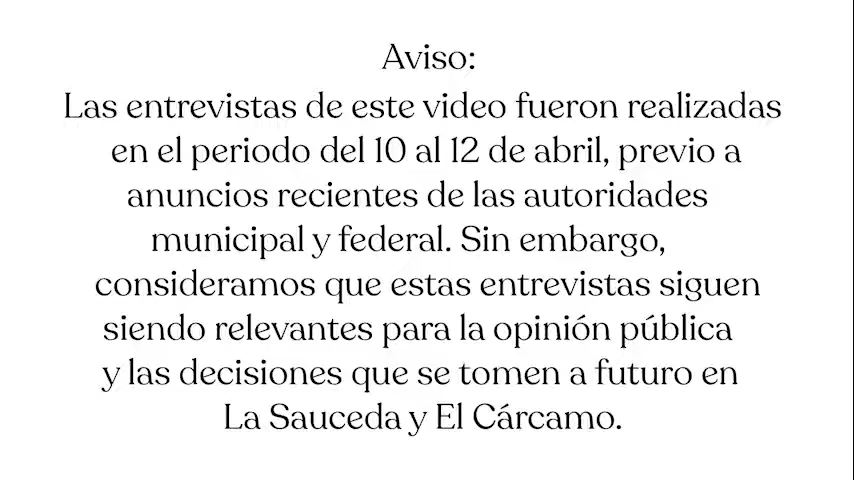 Aviso:
Las entrevistas de este video fueron realizadas
en el periodo del 10 al 12 de abril, previo a
anuncios recientes de las autoridades
municipal y federal. Sin embargo,
consideramos que estas entrevistas siguen
siendo relevantes para la opinión pública
y las decisiones que se tomen a futuro en
La Sauceda y El Cárcamo.